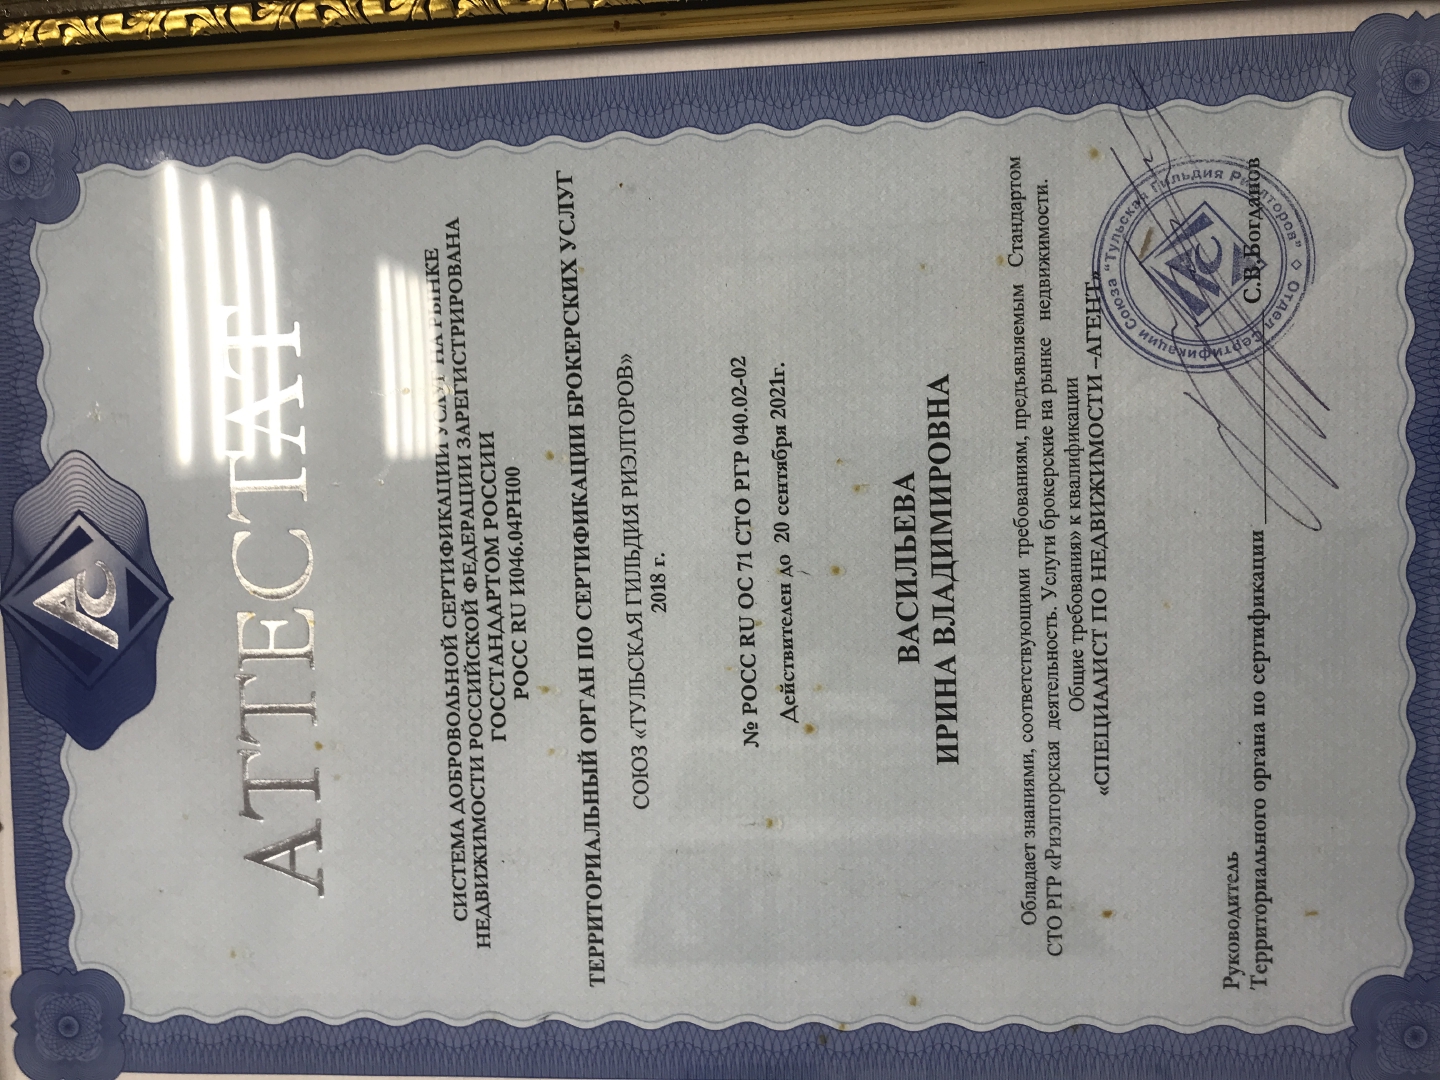 АТТЕСТАТ
СИСТЕМА ДОБРОВОЛЬНОЙ СЕРТИФИКАЦИИ УСЛУГ НА РЫНКЕ
НЕДВИЖИМОСТИ РОССИЙСКОЙ ФЕДЕРАЦИИ ЗАРЕГИСТРИРОВАНА
ГОССТАНДАРТОМ РОССИИ
РОСС RU И046.04РН00
ТЕРРИТОРИАЛЬНЫЙ ОРГАН ПО СЕРТИФИКАЦИИ БРОКЕРСКИХ УСЛУГ
СОЮЗ «ТУЛЬСКАЯ ГИЛЬДИЯ РИЭЛТОРОВ»
2018 г.
№ РОСС RU ОС 71 СТО РГР 040.02-02
Действителен до 20 сентября 2021г.
ВАСИЛЬЕВА
ИРИНА ВЛАДИМИРОВНА
Обладает знаниями, соответствующими требованиям, предъявляемым Стандартом
СТО РГР «Риэлторская деятельность. Услуги брокерские на рынке недвижимости.
Общие требования» к квалификации
«СПЕЦИАЛИСТ ПО НЕДВИЖИМОСТИ –АГЕНТ»
Руководитель
Территориального органа по сертификации С.В.Богданов
Союза "Тульская Гильдия Риэлторов" ◊ Отдел Сертификации